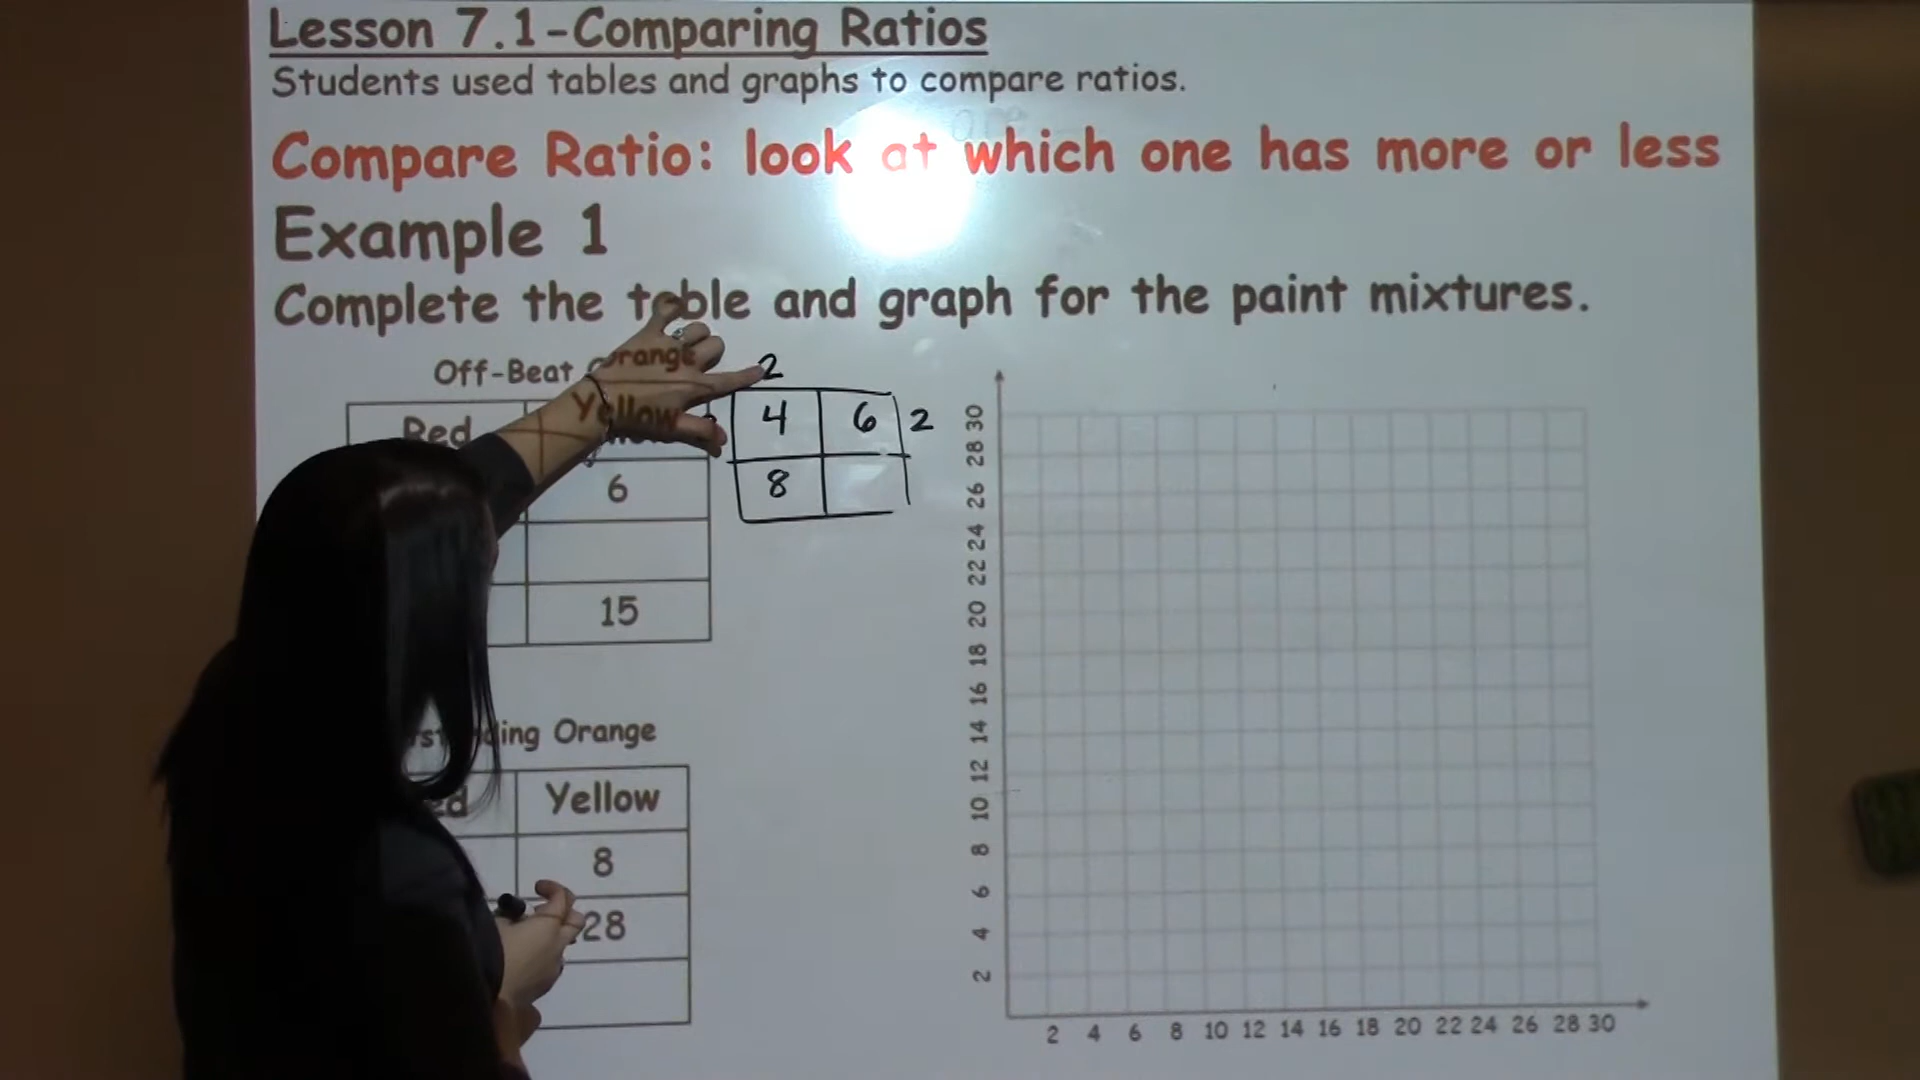 Lesson 7.1-Comparing Ratios
Students used tables and graphs to compare ratios.
Compare Ratio: look at which one has more or less
Example 1
Complete the table and graph for the paint mixtures.
Off-Beat Orange
Red Yellow
6
15
2
4 6 2
8
Orange
Yellow
8
28
30
28
26
24
22
20
18
16
14
12
10
8
6
4
2
2 4 6 8 10 12 14 16 18 20 22 24 26 28 30